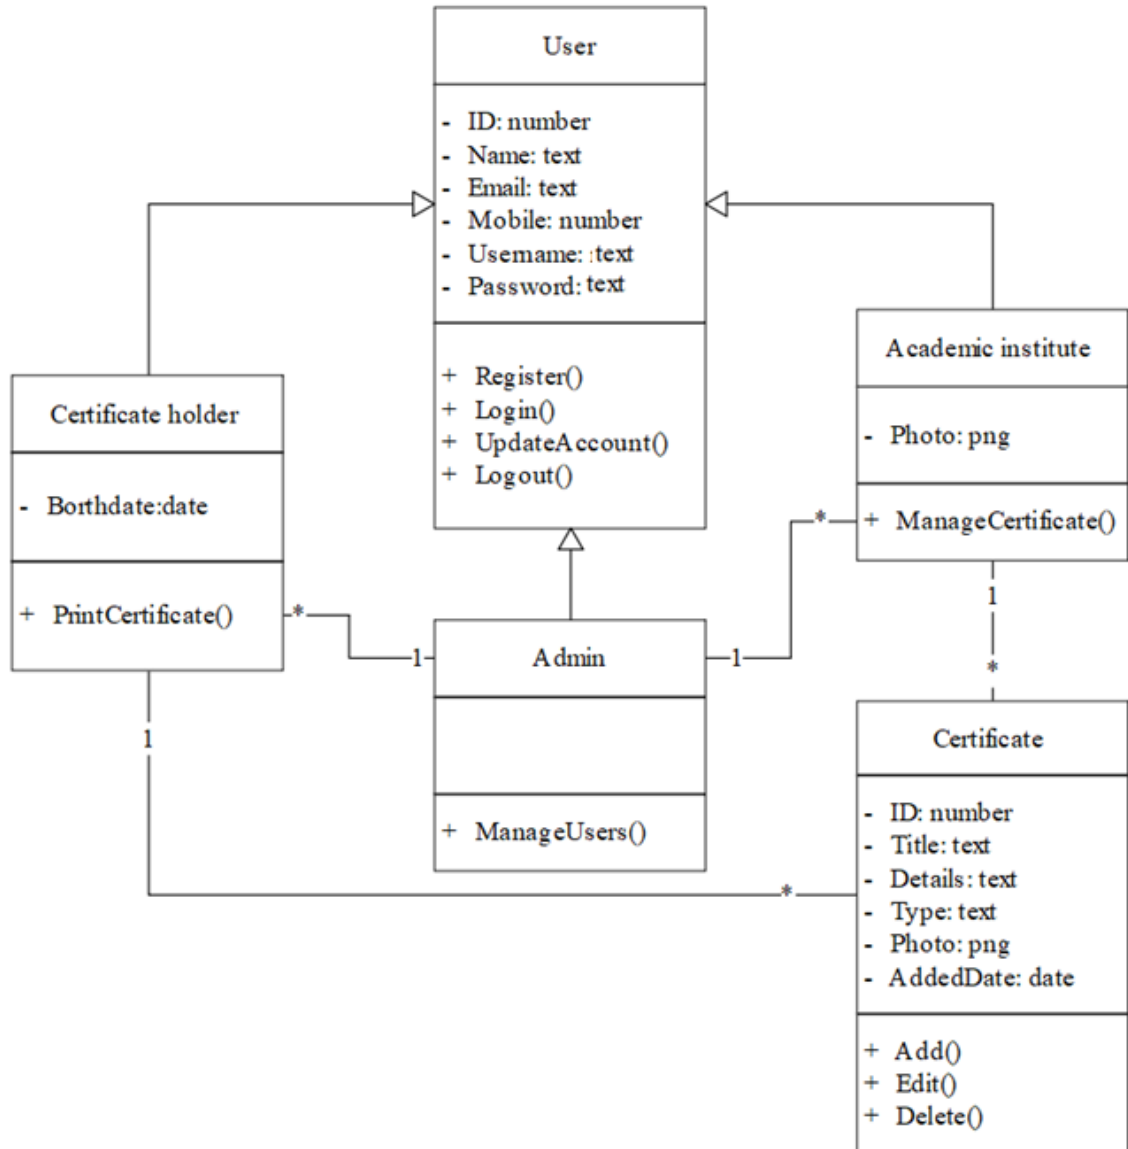 User
- ID: number
- Name: text
- Email: text
- Mobile: number
- Username: :text
- Password: text
+ Register()
+ Login()
+ UpdateAccount()
+ Logout()
Academic institute
- Photo: png
+ ManageCertificate()
Certificate holder
- Borthdate:date
+ PrintCertificate()
*
1
Admin
+ ManageUsers()
1
*
1
*
1
*
Certificate
- ID: number
- Title: text
- Details: text
- Type: text
- Photo: png
- AddedDate: date
+ Add()
+ Edit()
+ Delete()